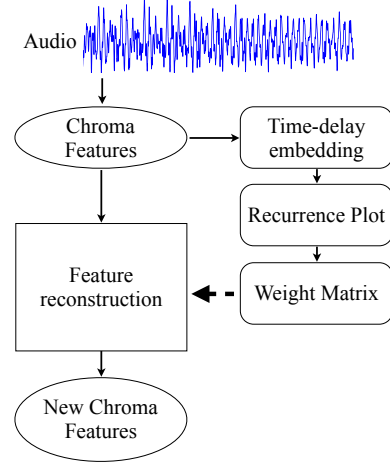 Audio
Chroma
Features
Time-delay
embedding
Recurrence Plot
Feature
reconstruction
Weight Matrix
New Chroma
Features